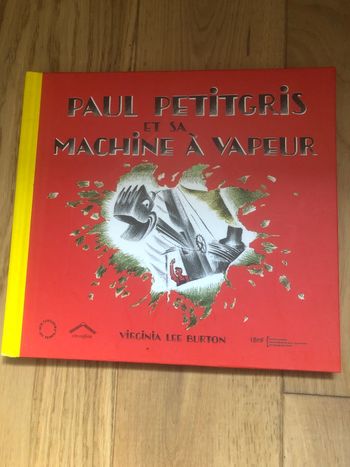 PAUL PETITGRIS
ET SA
MACHINE À VAPEUR
VIRGINIA LEE BURTON